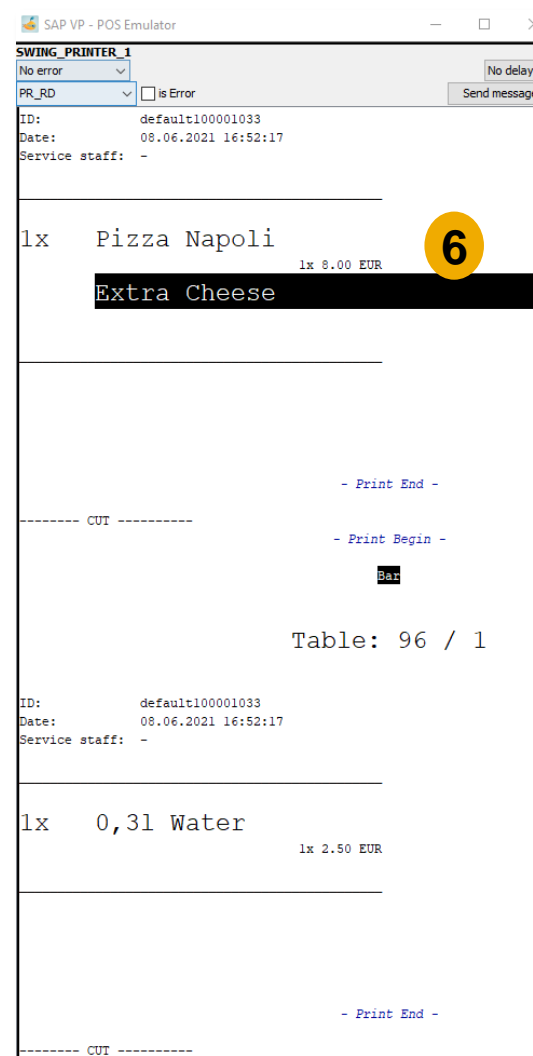 SAP VP - POS Emulator
SWING_PRINTER_1
No error No delay
PR_RD is Error Send message
ID: default100001033
Date: 08.06.2021 16:52:17
Service staff: -
1x Pizza Napoli
1x 8.00 EUR
6
Extra Cheese
- Print End -
-------- CUT ----------
- Print Begin -
Bar
Table: 96 / 1
ID: default100001033
Date: 08.06.2021 16:52:17
Service staff: -
1x 0,3l Water
1x 2.50 EUR
- Print End -
-------- CUT ----------